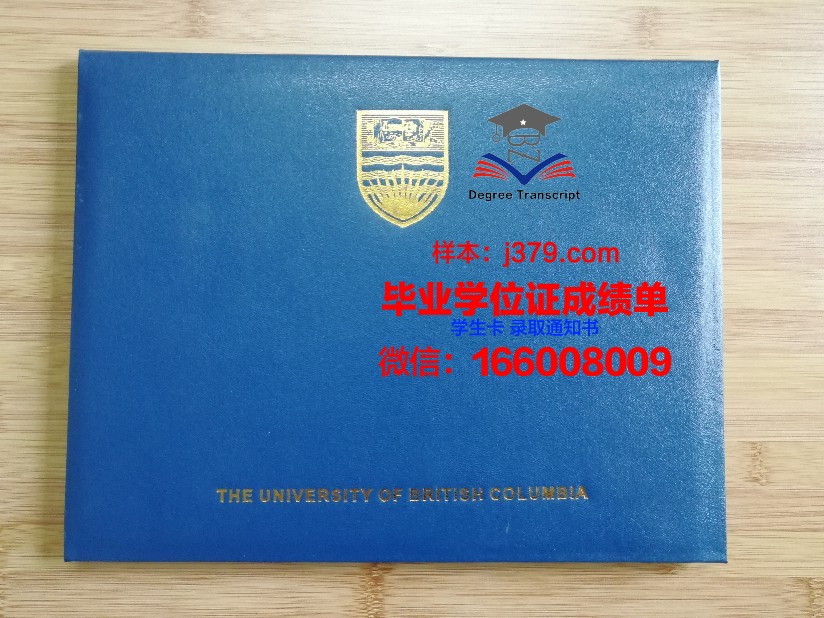 BZ
Degree Transcript
样本：j379.com
毕业学位证成绩单
学生卡 录取通知书
微信：166008009
THE UNIVERSITY OF BRITISH COLUMBIA